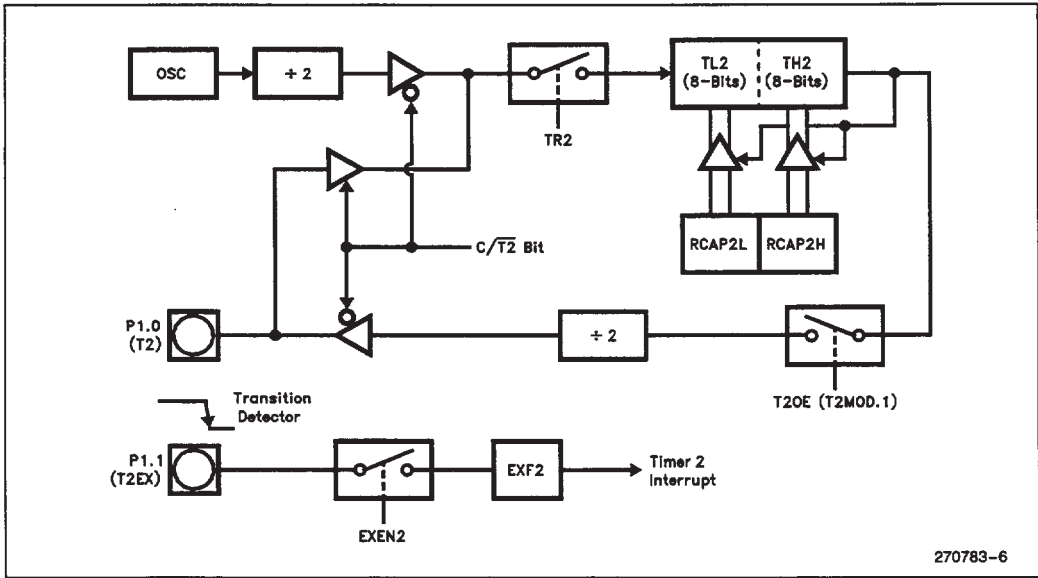 OSC
÷ 2
TR2
TL2
(8-Bits)
TH2
(8-Bits)
RCAP2L
RCAP2H
C/T2̅ Bit
P1.0
(T2)
÷ 2
T2OE (T2MOD.1)
Transition
Detector
P1.1
(T2EX)
EXEN2
EXF2
Timer 2
Interrupt
270783-6